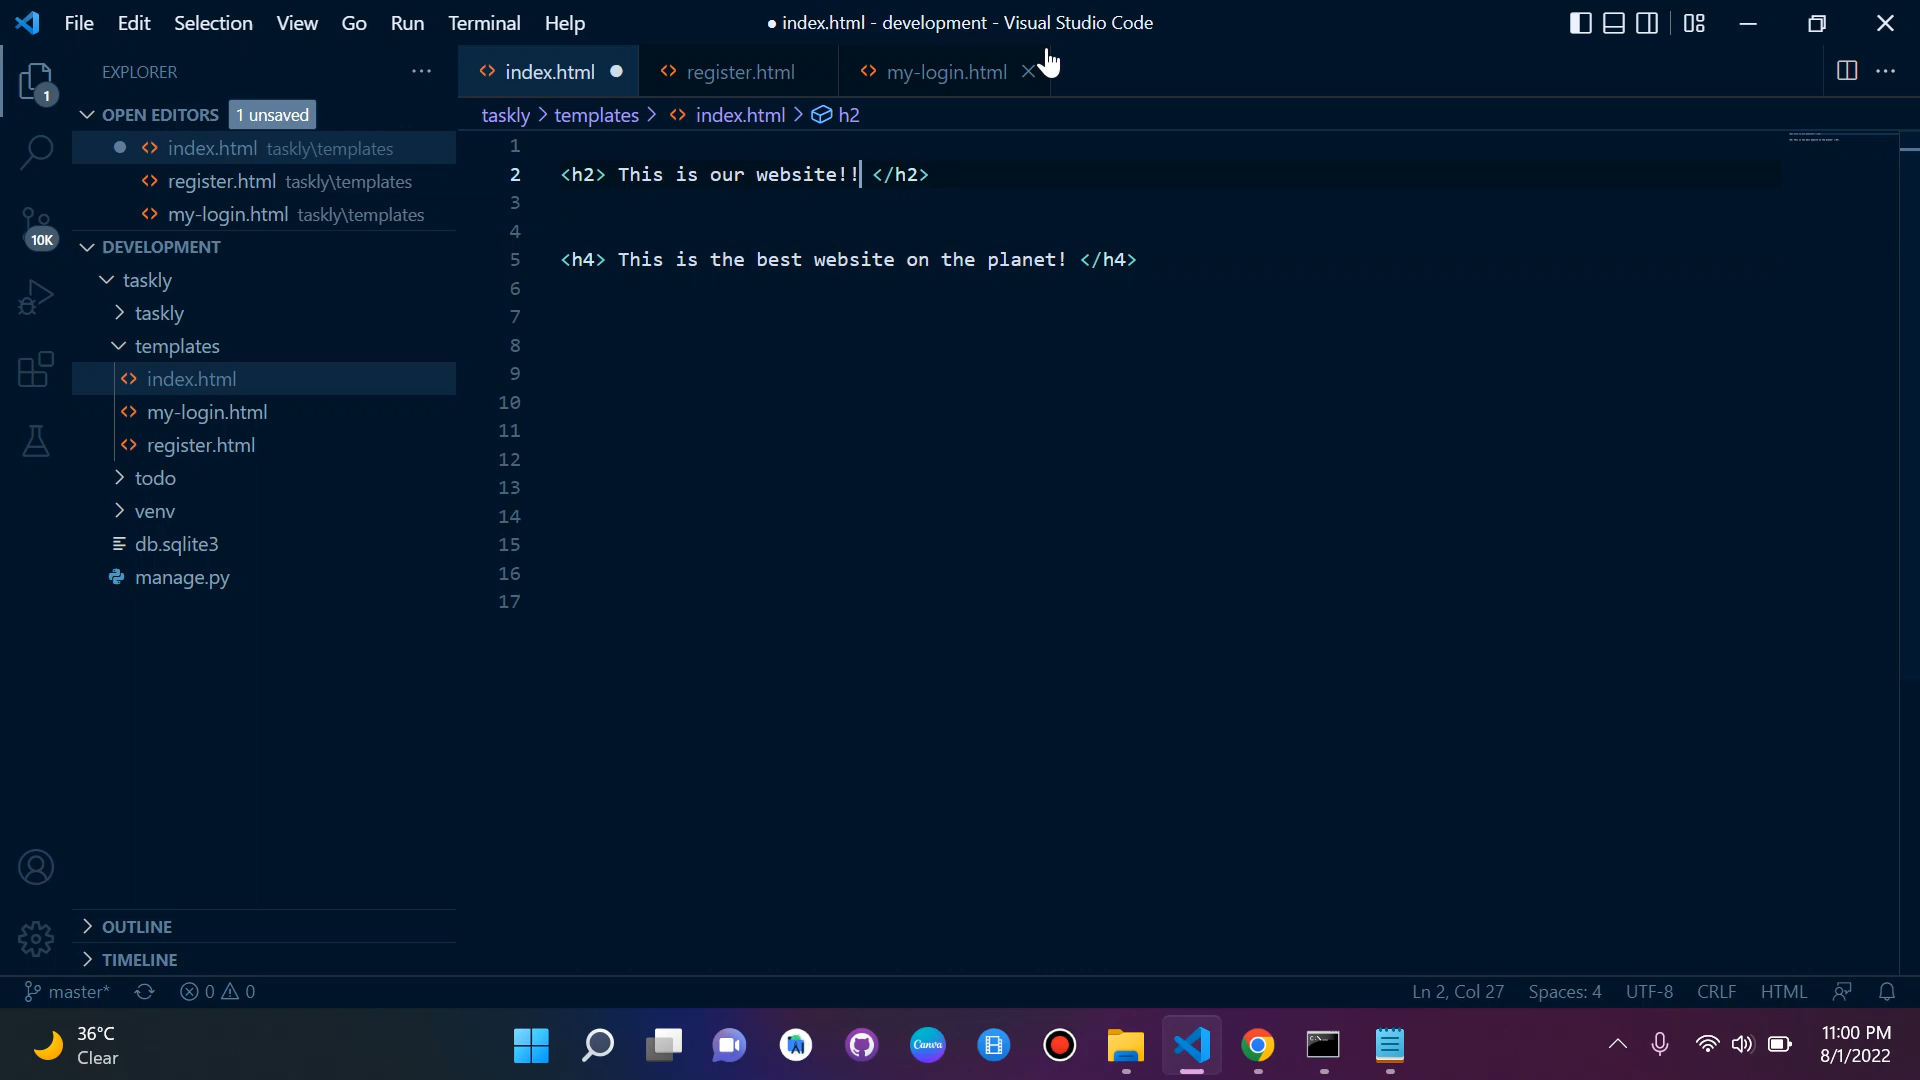 File Edit Selection View Go Run Terminal Help
● index.html - development - Visual Studio Code
EXPLORER
index.html
register.html
my-login.html
OPEN EDITORS 1 unsaved
taskly > templates > index.html > h2
index.html taskly\templates
register.html taskly\templates
my-login.html taskly\templates
DEVELOPMENT
taskly
taskly
templates
index.html
my-login.html
register.html
todo
venv
db.sqlite3
manage.py
OUTLINE
TIMELINE
1
10K
1
2 <h2> This is our website!! </h2>
3
4
5 <h4> This is the best website on the planet! </h4>
6
7
8
9
10
11
12
13
14
15
16
17
master* 0 0
Ln 2, Col 27 Spaces: 4 UTF-8 CRLF HTML
36°C
Clear
Canva
11:00 PM
8/1/2022